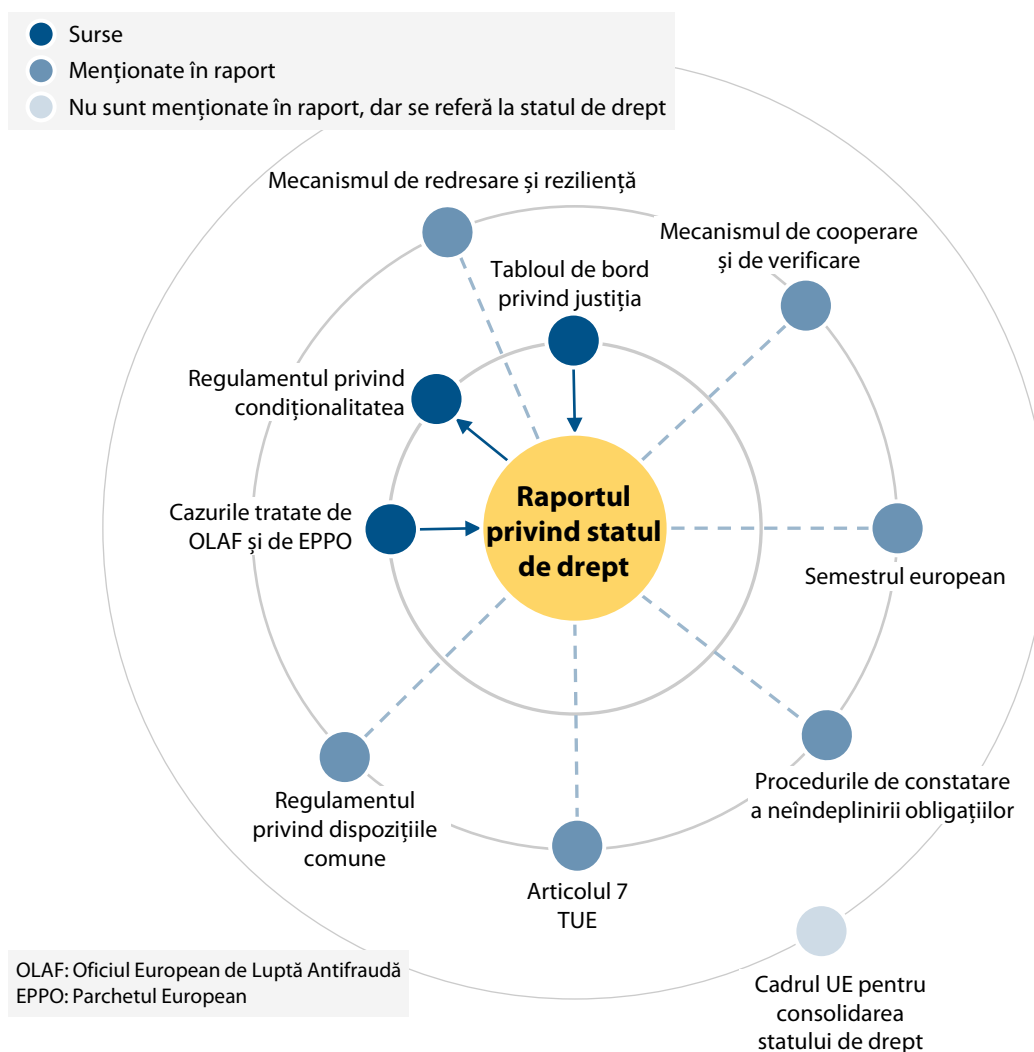 Surse
Menționate în raport
Nu sunt menționate în raport, dar se referă la statul de drept
Mecanismul de redresare și reziliență
Mecanismul de cooperare
și de verificare
Tabloul de bord
privind justiția
Regulamentul privind
condiționalitatea
Cazurile tratate de
OLAF și de EPPO
Raportul
privind statul
de drept
Semestrul european
Procedurile de constatare
a neîndeplinirii obligațiilor
Regulamentul
privind dispozițiile
comune
Articolul 7
TUE
Cadrul UE pentru
consolidarea
statului de drept
OLAF: Oficiul European de Luptă Antifraudă
EPPO: Parchetul European